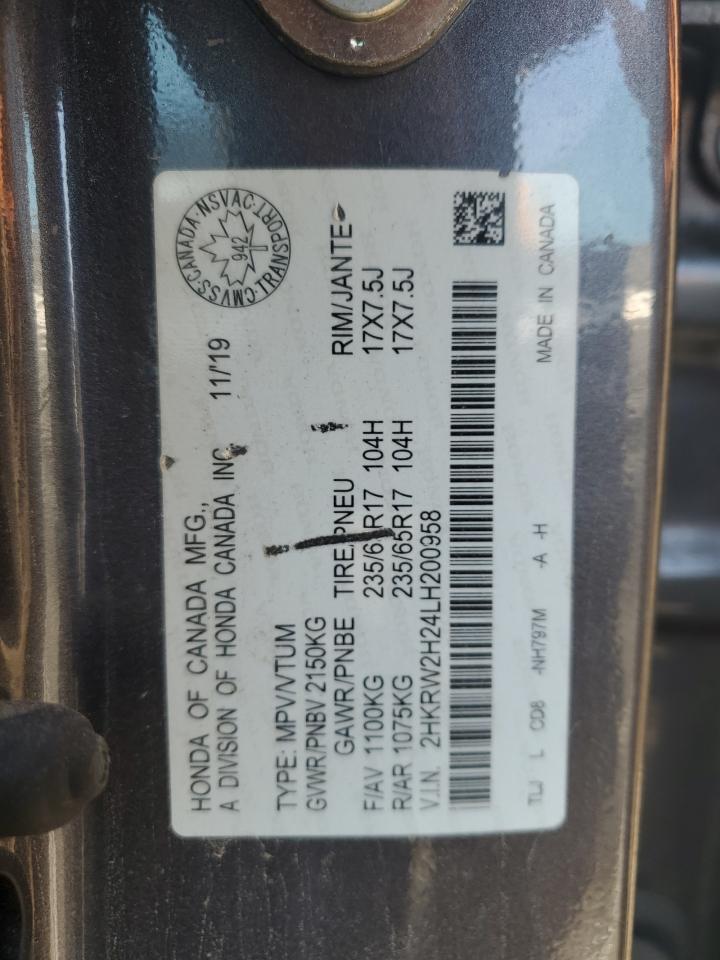 HONDA OF CANADA MFG.,
A DIVISION OF HONDA CANADA INC. 11/'19
CMVSS·CANADA·NSVAC·TRANSPORT·
942
TYPE: MPV/VTUM
GVWR/PNBV 2150KG
GAWR/PNBE TIRE/PNEU RIM/JANTE
F/AV 1100KG 235/65R17 104H 17X7.5J
R/AR 1075KG 235/65R17 104H 17X7.5J
V.I.N. 2HKRW2H24LH200958
TLJ L CD8 -NH797M -A -H MADE IN CANADA